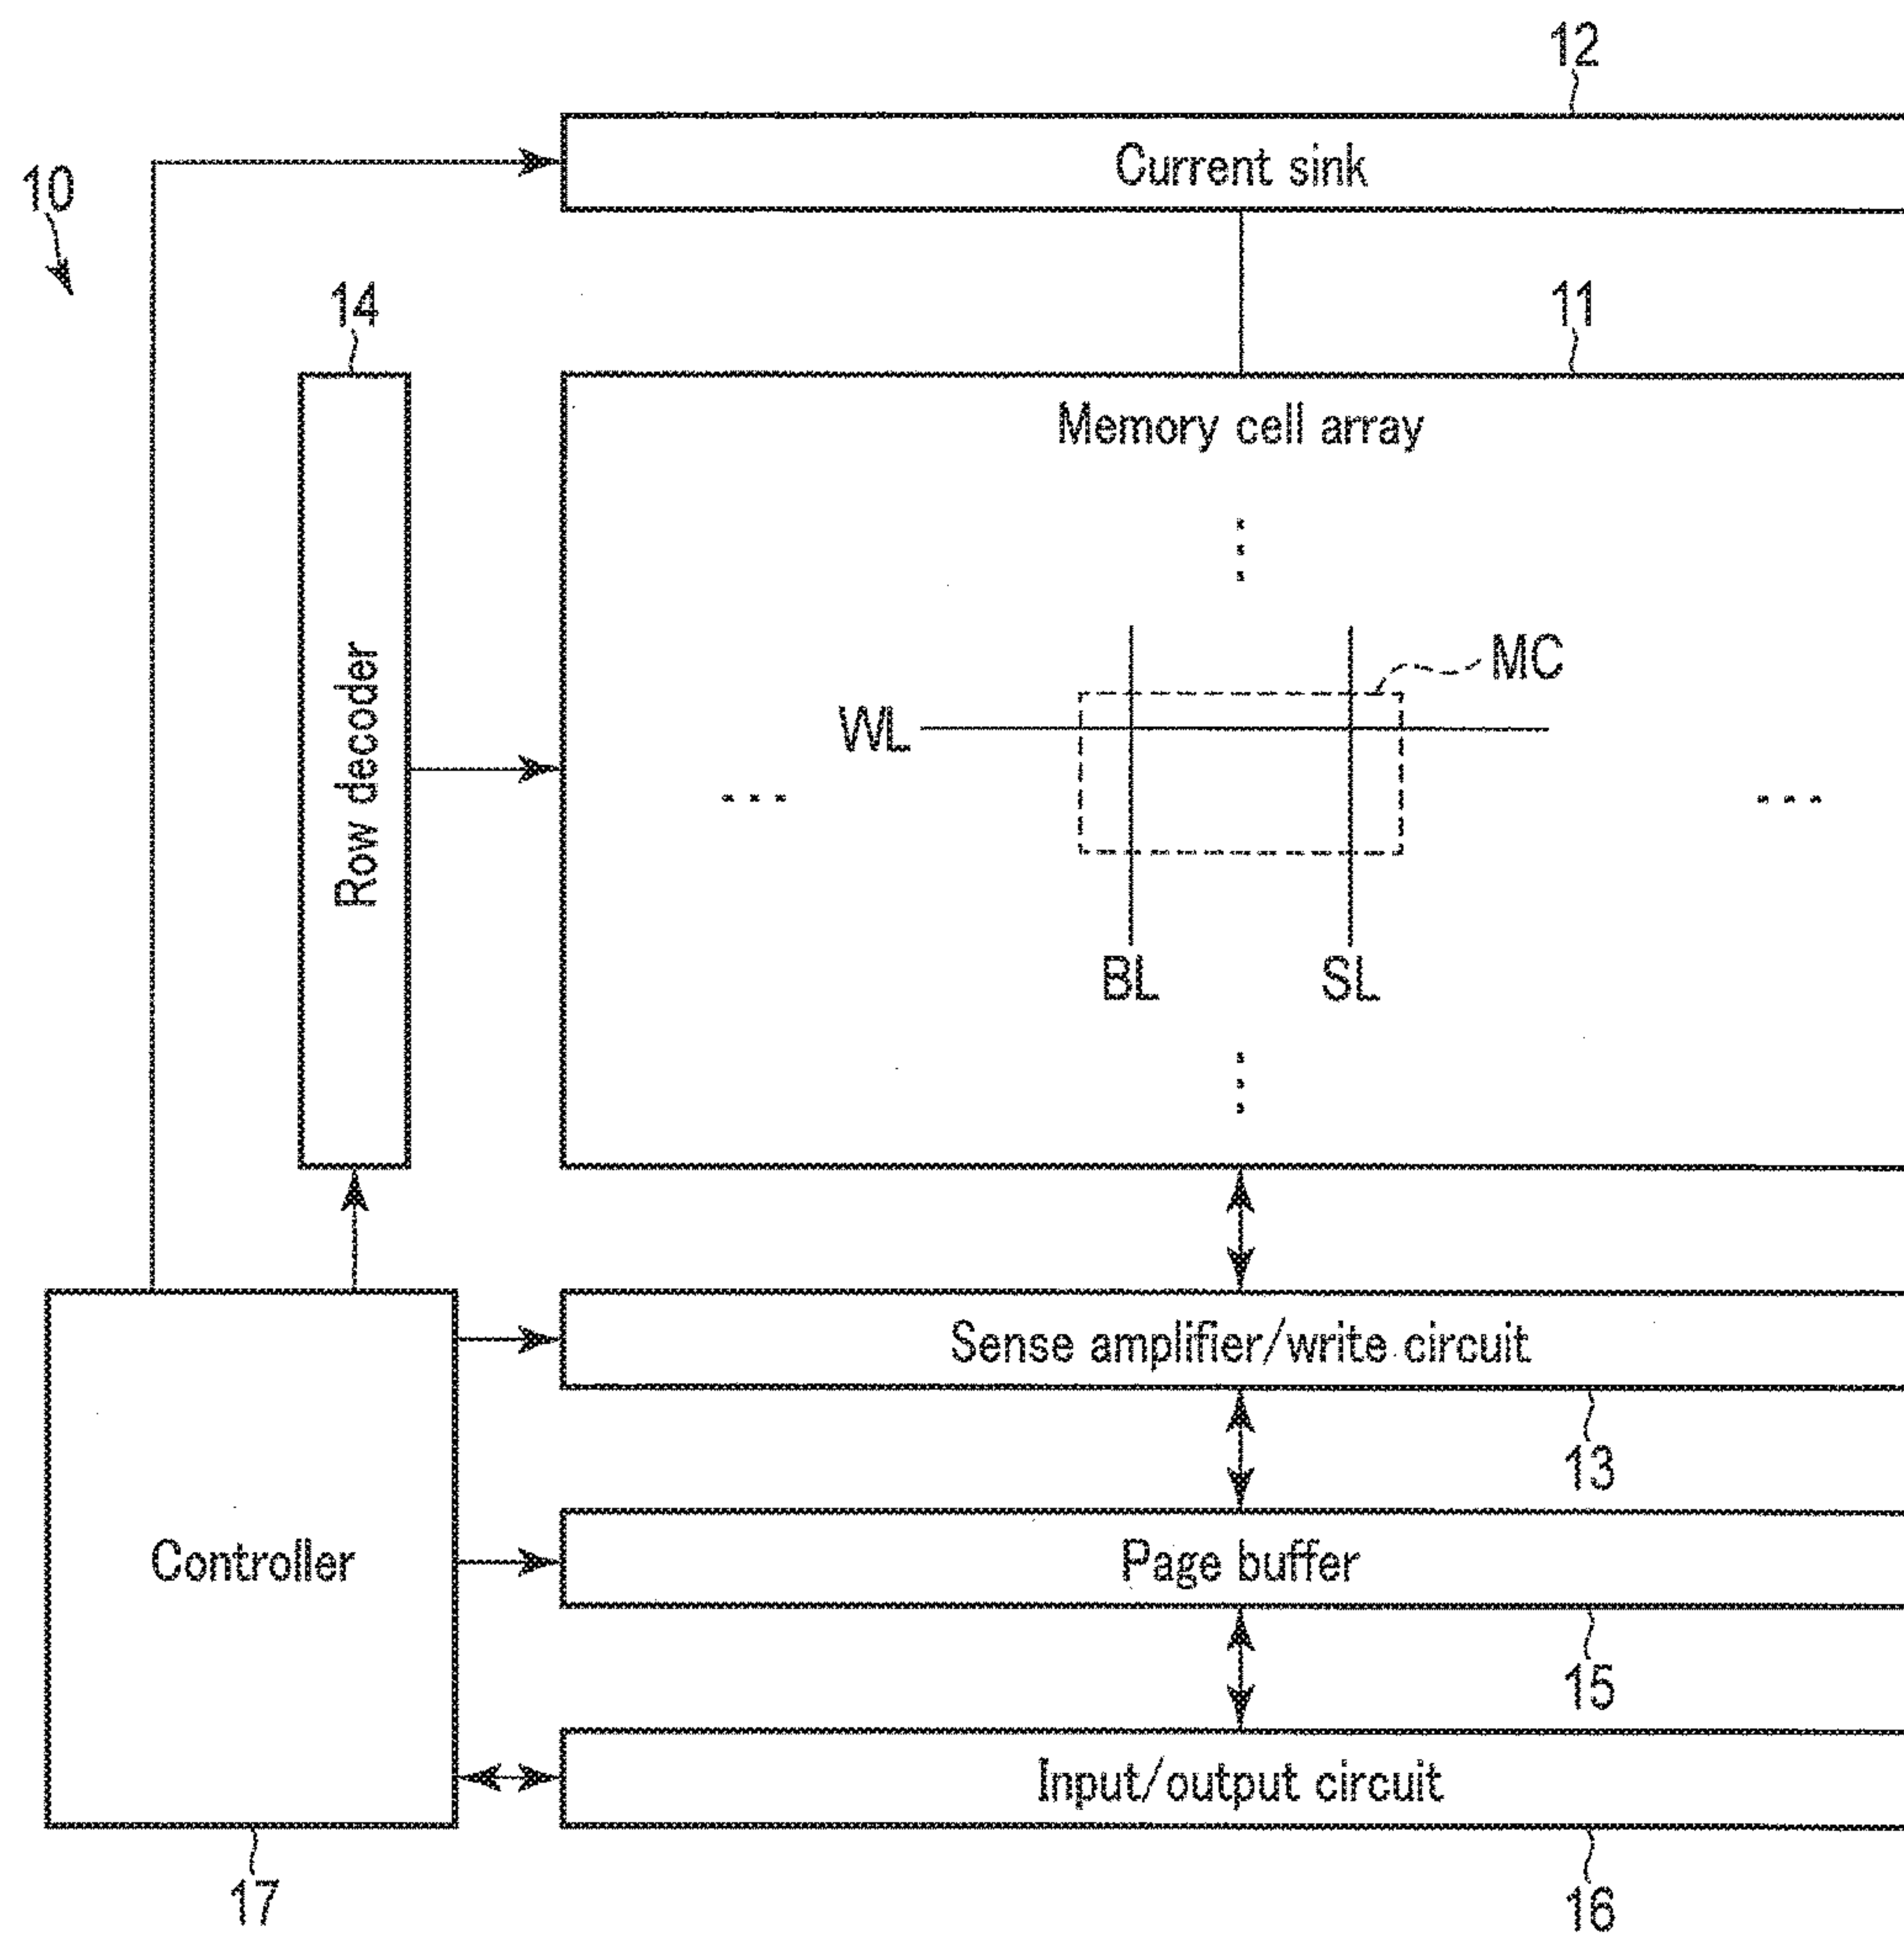 12
Current sink
10
14
11
Memory cell array
MC
WL
Row decoder
BL
SL
Sense amplifier/write circuit
13
Controller
Page buffer
15
Input/output circuit
17
16